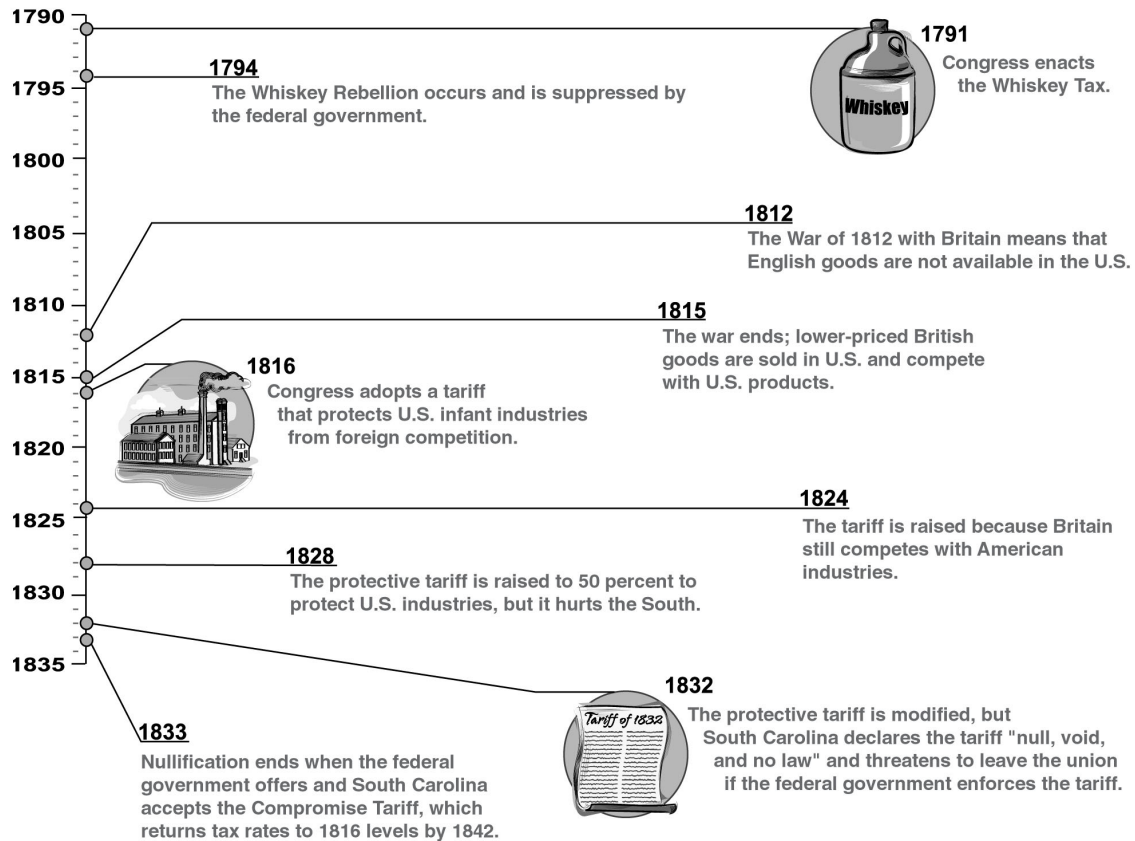 1790
1795
1800
1805
1810
1815
1820
1825
1830
1835
1791
Congress enacts
the Whiskey Tax.
Whiskey
1794
The Whiskey Rebellion occurs and is suppressed by
the federal government.
1812
The War of 1812 with Britain means that
English goods are not available in the U.S.
1815
The war ends; lower-priced British
goods are sold in U.S. and compete
with U.S. products.
1816
Congress adopts a tariff
that protects U.S. infant industries
from foreign competition.
1824
The tariff is raised because Britain
still competes with American
industries.
1828
The protective tariff is raised to 50 percent to
protect U.S. industries, but it hurts the South.
1832
The protective tariff is modified, but
South Carolina declares the tariff "null, void,
and no law" and threatens to leave the union
if the federal government enforces the tariff.
Tariff of 1832
1833
Nullification ends when the federal
government offers and South Carolina
accepts the Compromise Tariff, which
returns tax rates to 1816 levels by 1842.